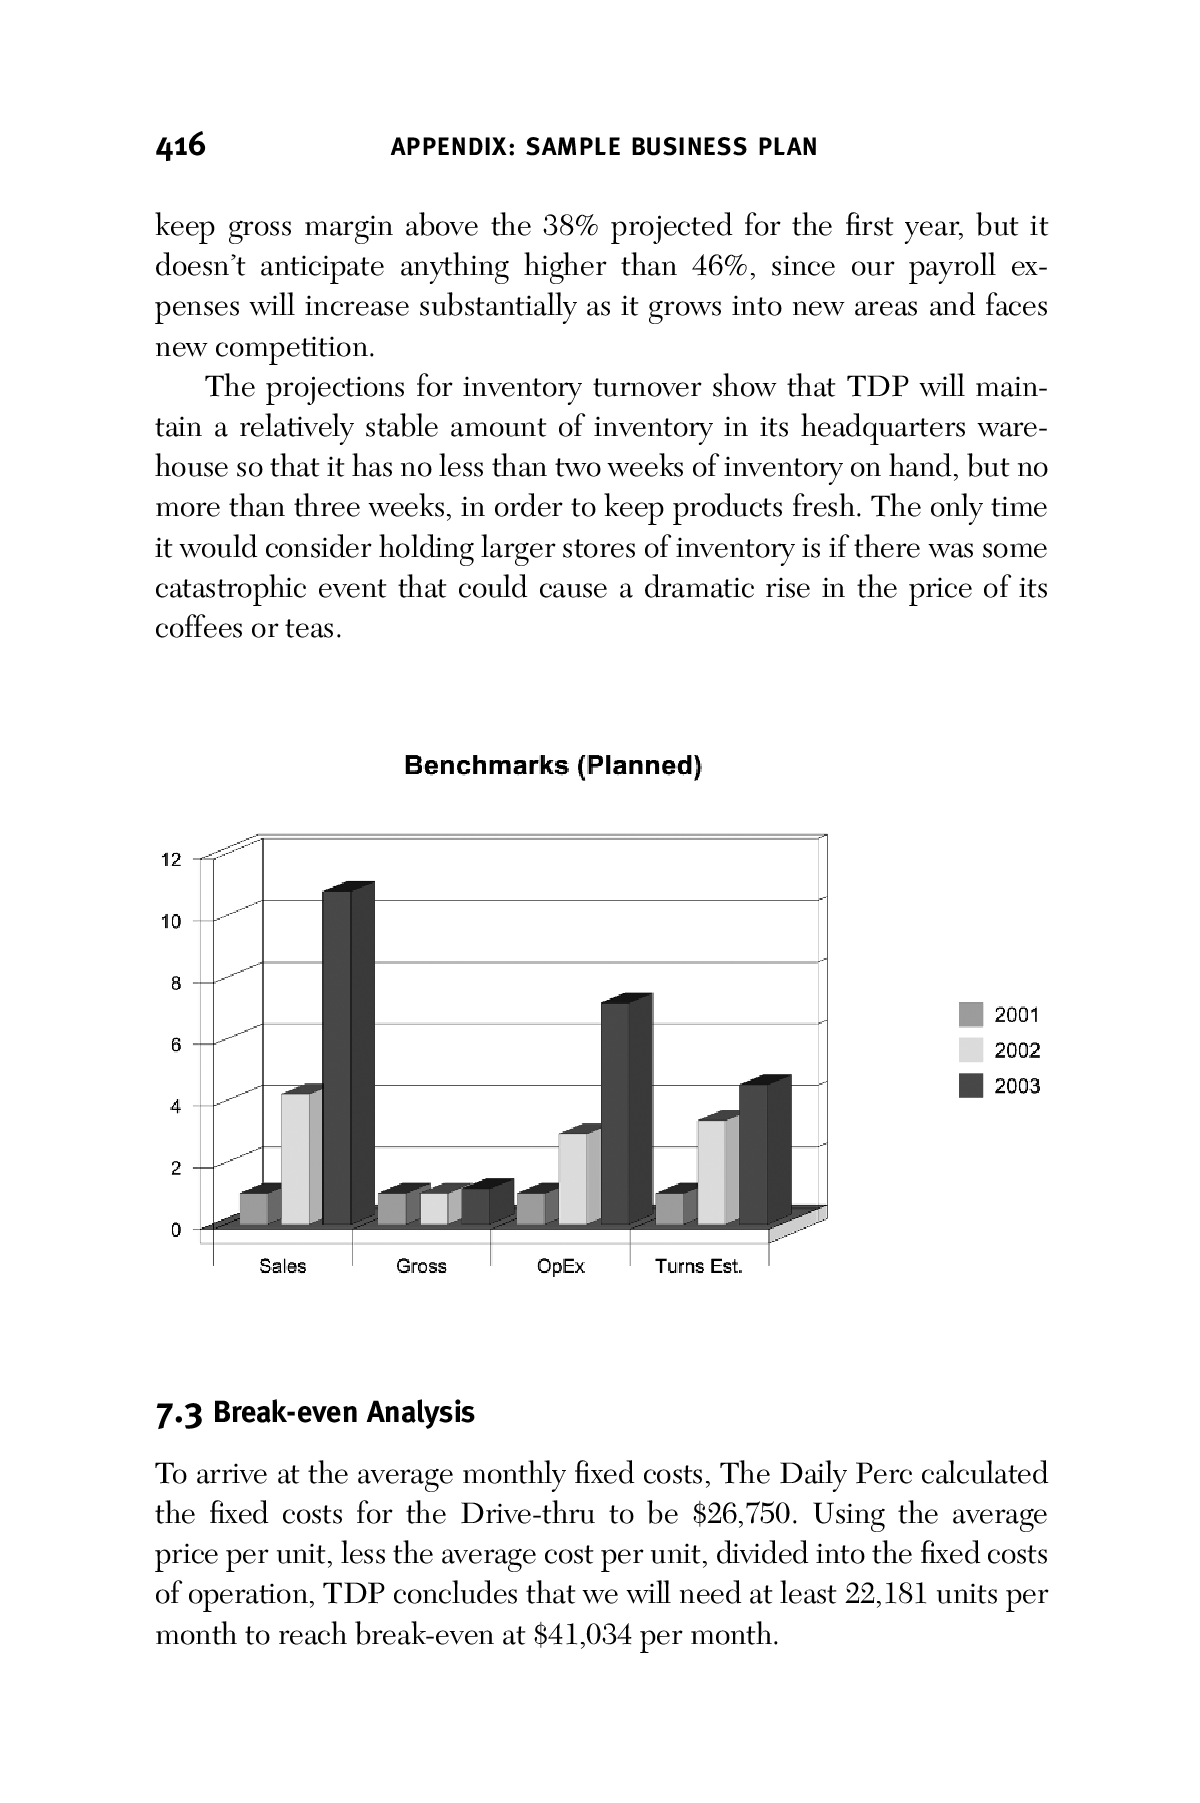 416 APPENDIX: SAMPLE BUSINESS PLAN
keep gross margin above the 38% projected for the first year, but it
doesn’t anticipate anything higher than 46%, since our payroll ex-
penses will increase substantially as it grows into new areas and faces
new competition.
The projections for inventory turnover show that TDP will main-
tain a relatively stable amount of inventory in its headquarters ware-
house so that it has no less than two weeks of inventory on hand, but no
more than three weeks, in order to keep products fresh. The only time
it would consider holding larger stores of inventory is if there was some
catastrophic event that could cause a dramatic rise in the price of its
coffees or teas.
Benchmarks (Planned)
12
10
8
6
4
2
0
Sales Gross OpEx Turns Est.
2001
2002
2003
7.3 Break-even Analysis
To arrive at the average monthly fixed costs, The Daily Perc calculated
the fixed costs for the Drive-thru to be $26,750. Using the average
price per unit, less the average cost per unit, divided into the fixed costs
of operation, TDP concludes that we will need at least 22,181 units per
month to reach break-even at $41,034 per month.